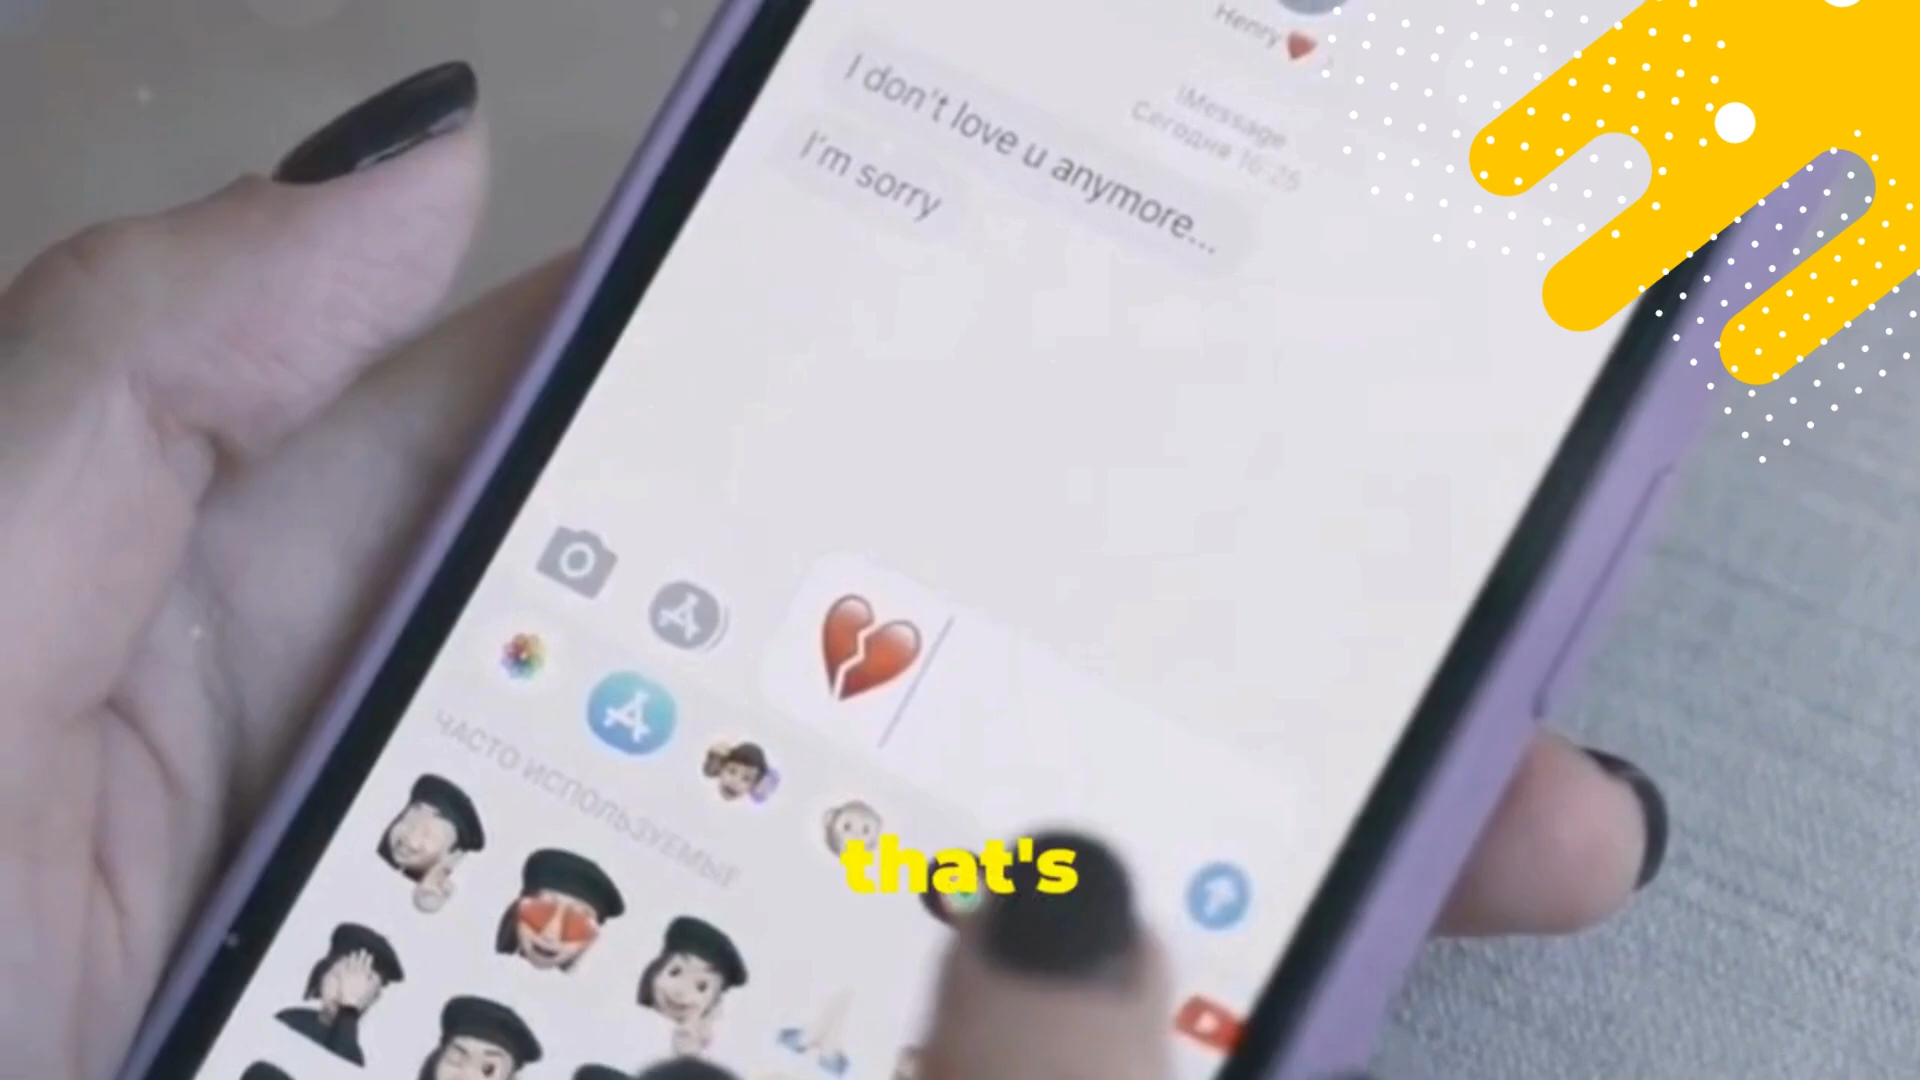 Henry❤️
iMessage
Сегодня 16:25
I don't love u anymore...
I'm sorry
💔
ЧАСТО ИСПОЛЬЗУЕМЫЕ
that's